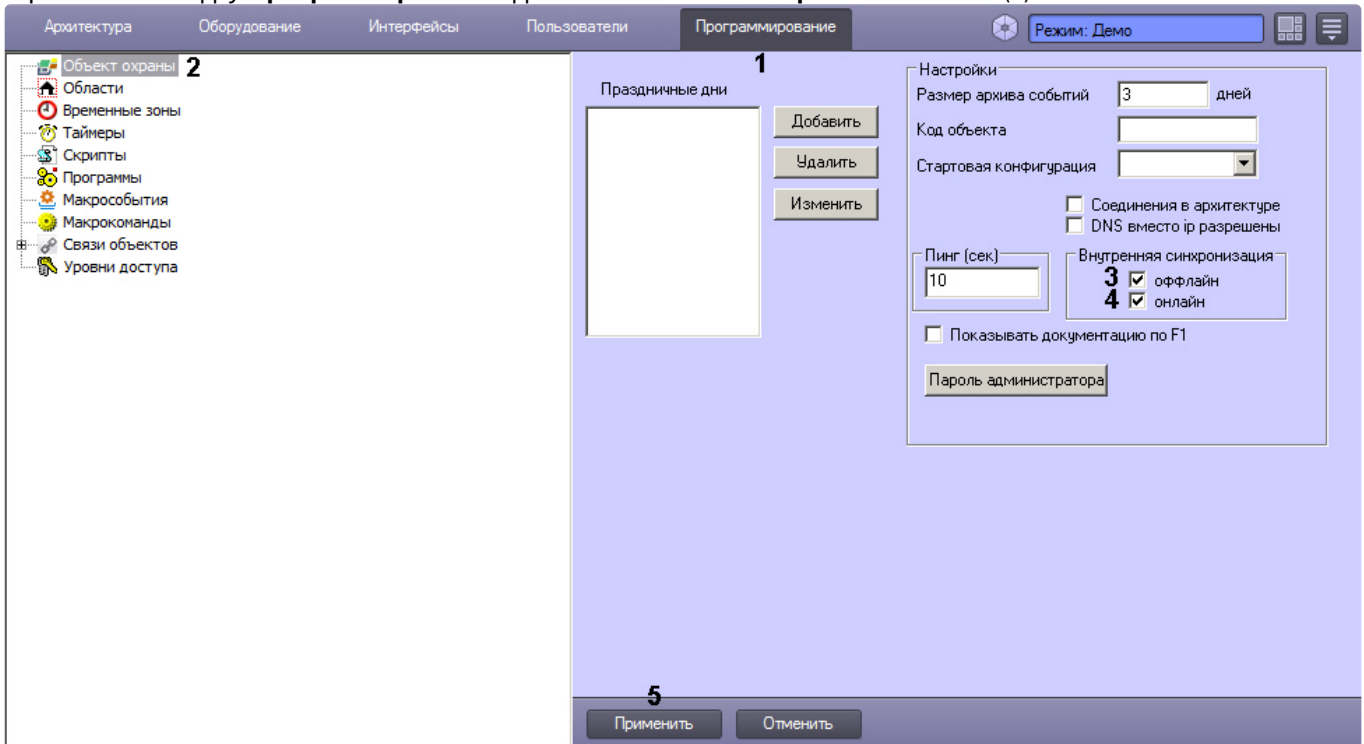 Архитектура Оборудование Интерфейсы Пользователи Программирование Режим: Демо
1
Объект охраны 2
Области
Временные зоны
Таймеры
Скрипты
Программы
Макрособытия
Макрокоманды
Связи объектов
Уровни доступа
Праздничные дни
Добавить
Удалить
Изменить
Настройки
Размер архива событий 3 дней
Код объекта
Стартовая конфигурация
Соединения в архитектуре
DNS вместо ip разрешены
Пинг (сек)
10
Внутренняя синхронизация
3 оффлайн
4 онлайн
Показывать документацию по F1
Пароль администратора
5
Применить Отменить